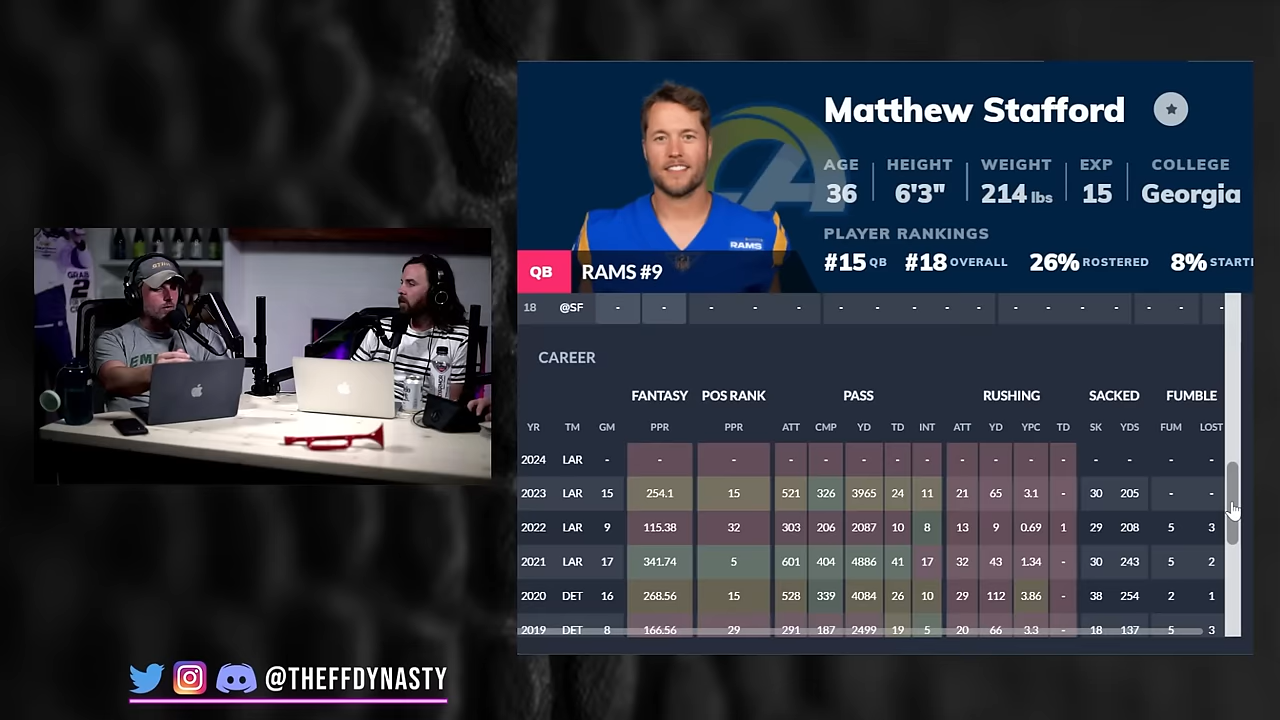 Matthew Stafford
AGE HEIGHT WEIGHT EXP COLLEGE
36 6'3" 214 lbs 15 Georgia
PLAYER RANKINGS
#15 QB #18 OVERALL 26% ROSTERED 8% STARTI
RAMS
QB RAMS #9
18 @SF - - - - - - - - - - - - - - -
CAREER
FANTASY POS RANK PASS RUSHING SACKED FUMBLE
YR TM GM PPR PPR ATT CMP YD TD INT ATT YD YPC TD SK YDS FUM LOST
2024 LAR - - - - - - - - - - - - - - - -
2023 LAR 15 254.1 15 521 326 3965 24 11 21 65 3.1 - 30 205 - -
2022 LAR 9 115.38 32 303 206 2087 10 8 13 9 0.69 1 29 208 5 3
2021 LAR 17 341.74 5 601 404 4886 41 17 32 43 1.34 - 30 243 5 2
2020 DET 16 268.56 15 528 339 4084 26 10 29 112 3.86 - 38 254 2 1
2019 DET 8 166.56 29 291 187 2499 19 5 20 66 3.3 - 18 137 5 3
@THEFFDYNASTY